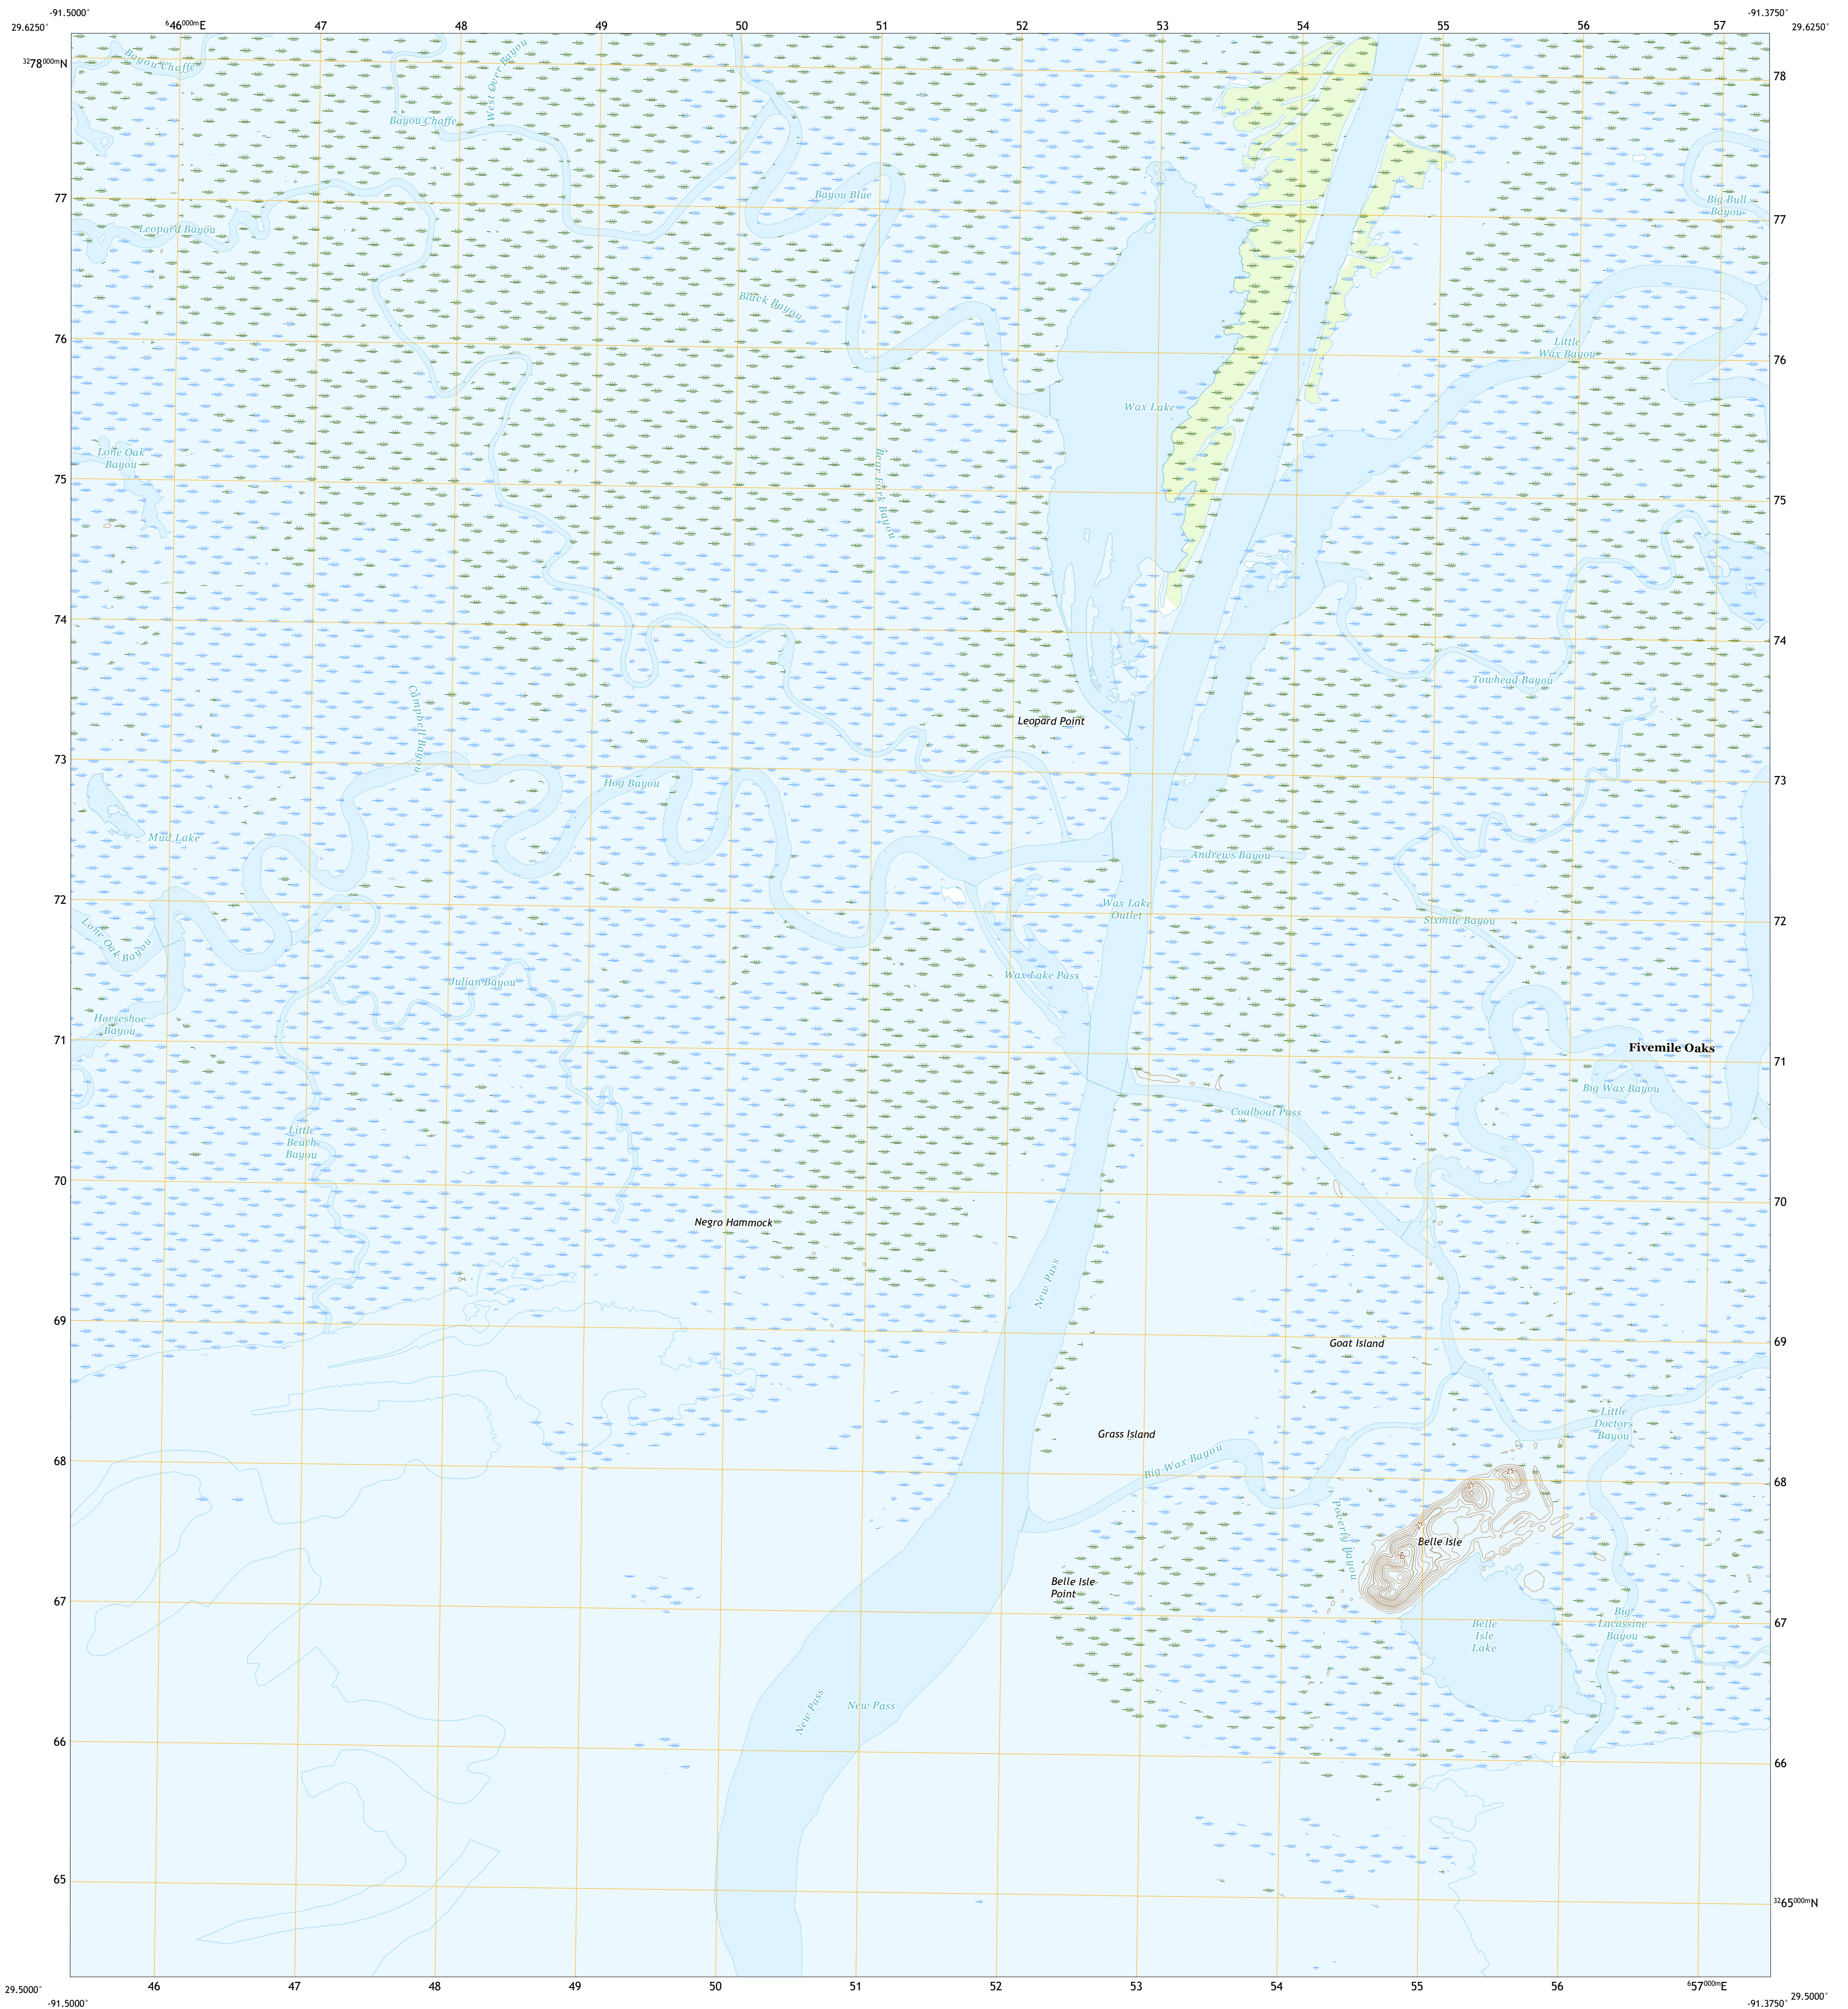 -91.5000°
-91.3750°
29.6250°
⁶46⁰⁰⁰ᵐE
47
48
49
50
51
52
53
54
55
56
57
29.6250°
³²78⁰⁰⁰ᵐN
78
Bayou Chaffe
West Over Bayou
Bayou Chaffe
77
77
Bayou Blue
Big Bull
Bayou
Leopard Bayou
Black Bayou
76
76
Little
Wax Bayou
Wax Lake
Lone Oak
Bayou
Bear Fork Bayou
75
75
74
74
Towhead Bayou
Campbell Bayou
Leopard Point
73
73
Hog Bayou
Mud Lake
Andrews Bayou
72
72
Wax Lake
Outlet
Sixmile Bayou
Lone Oak Bayou
Wax Lake Pass
Julian Bayou
Horseshoe
Bayou
71
71
Fivemile Oaks
Big Wax Bayou
Coalboat Pass
Little
Beach
Bayou
70
70
Negro Hammock
New Pass
69
69
Goat Island
Little
Doctors
Bayou
Grass Island
Big Wax Bayou
68
68
25
25
25
50
Poverty Bayou
Belle Isle
Belle Isle
Point
67
67
Belle
Isle
Lake
Big
Lacassine
Bayou
New Pass
New Pass
66
66
65
³²65⁰⁰⁰ᵐN
46
47
48
49
50
51
52
53
54
55
56
⁶57⁰⁰⁰ᵐE
29.5000°
29.5000°
-91.5000°
-91.3750°